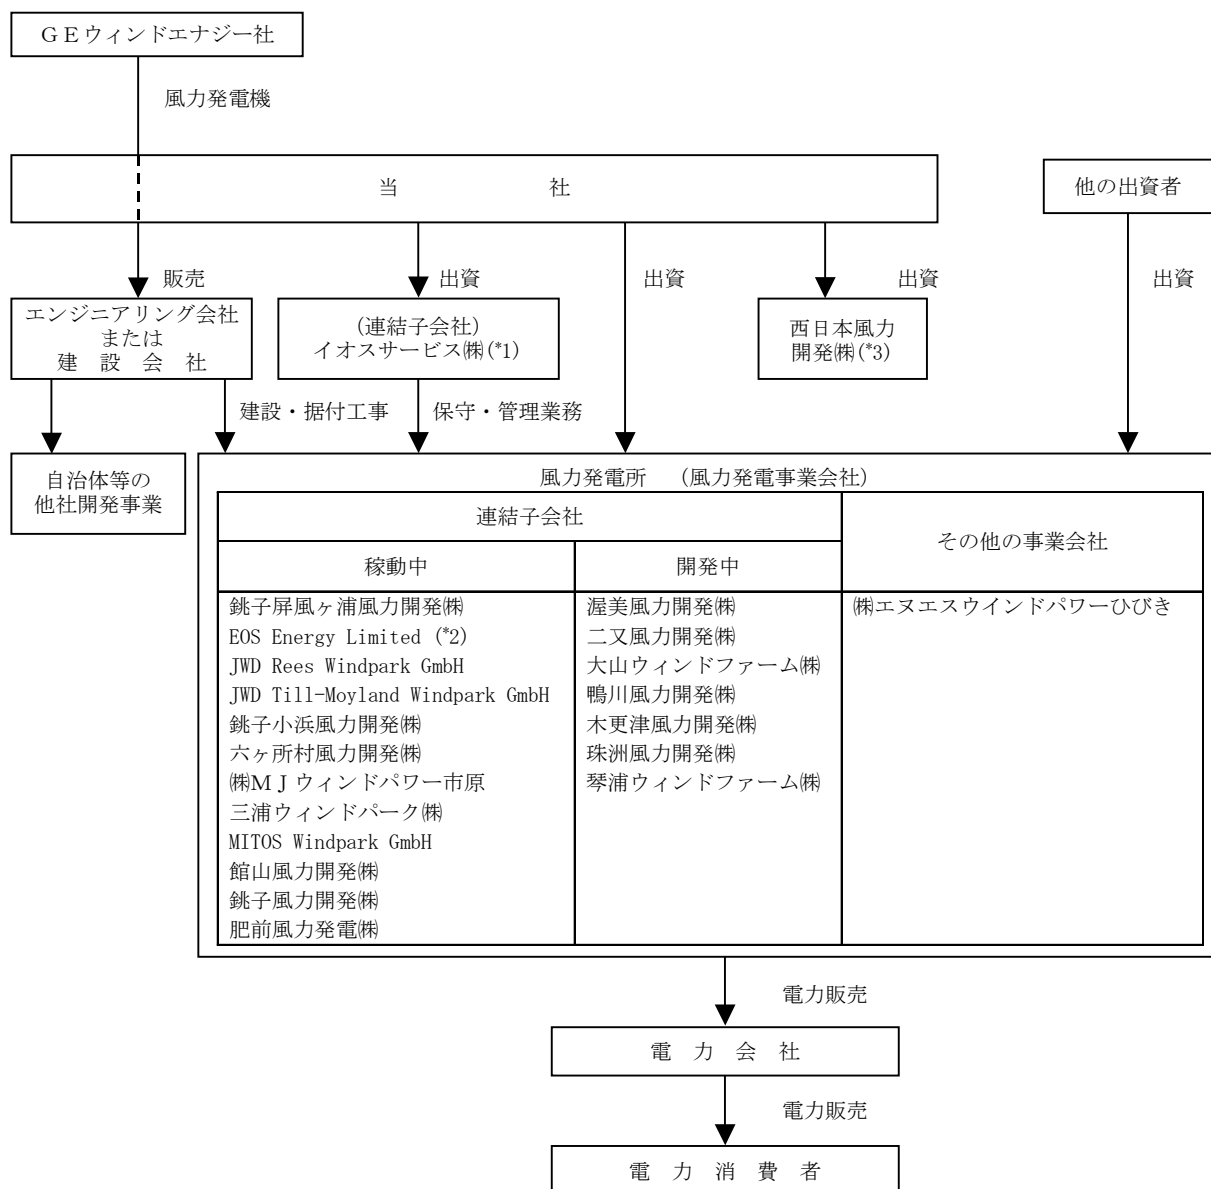 ＧＥウィンドエナジー社
風力発電機
当　　　　　　　社
他の出資者
販売
出資
出資
出資
出資
エンジニアリング会社
または
建　設　会　社
(連結子会社)
イオスサービス㈱(*1)
西日本風力
開発㈱(*3)
建設・据付工事
保守・管理業務
自治体等の
他社開発事業
風力発電所　（風力発電事業会社）
連結子会社
その他の事業会社
稼動中
開発中
銚子屏風ヶ浦風力開発㈱
EOS Energy Limited (*2)
JWD Rees Windpark GmbH
JWD Till-Moyland Windpark GmbH
銚子小浜風力開発㈱
六ヶ所村風力開発㈱
㈱ＭＪウィンドパワー市原
三浦ウィンドパーク㈱
MITOS Windpark GmbH
館山風力開発㈱
銚子風力開発㈱
肥前風力発電㈱
渥美風力開発㈱
二又風力開発㈱
大山ウィンドファーム㈱
鴨川風力開発㈱
木更津風力開発㈱
珠洲風力開発㈱
琴浦ウィンドファーム㈱
㈱エヌエスウインドパワーひびき
電力販売
電　力　会　社
電力販売
電　力　消　費　者